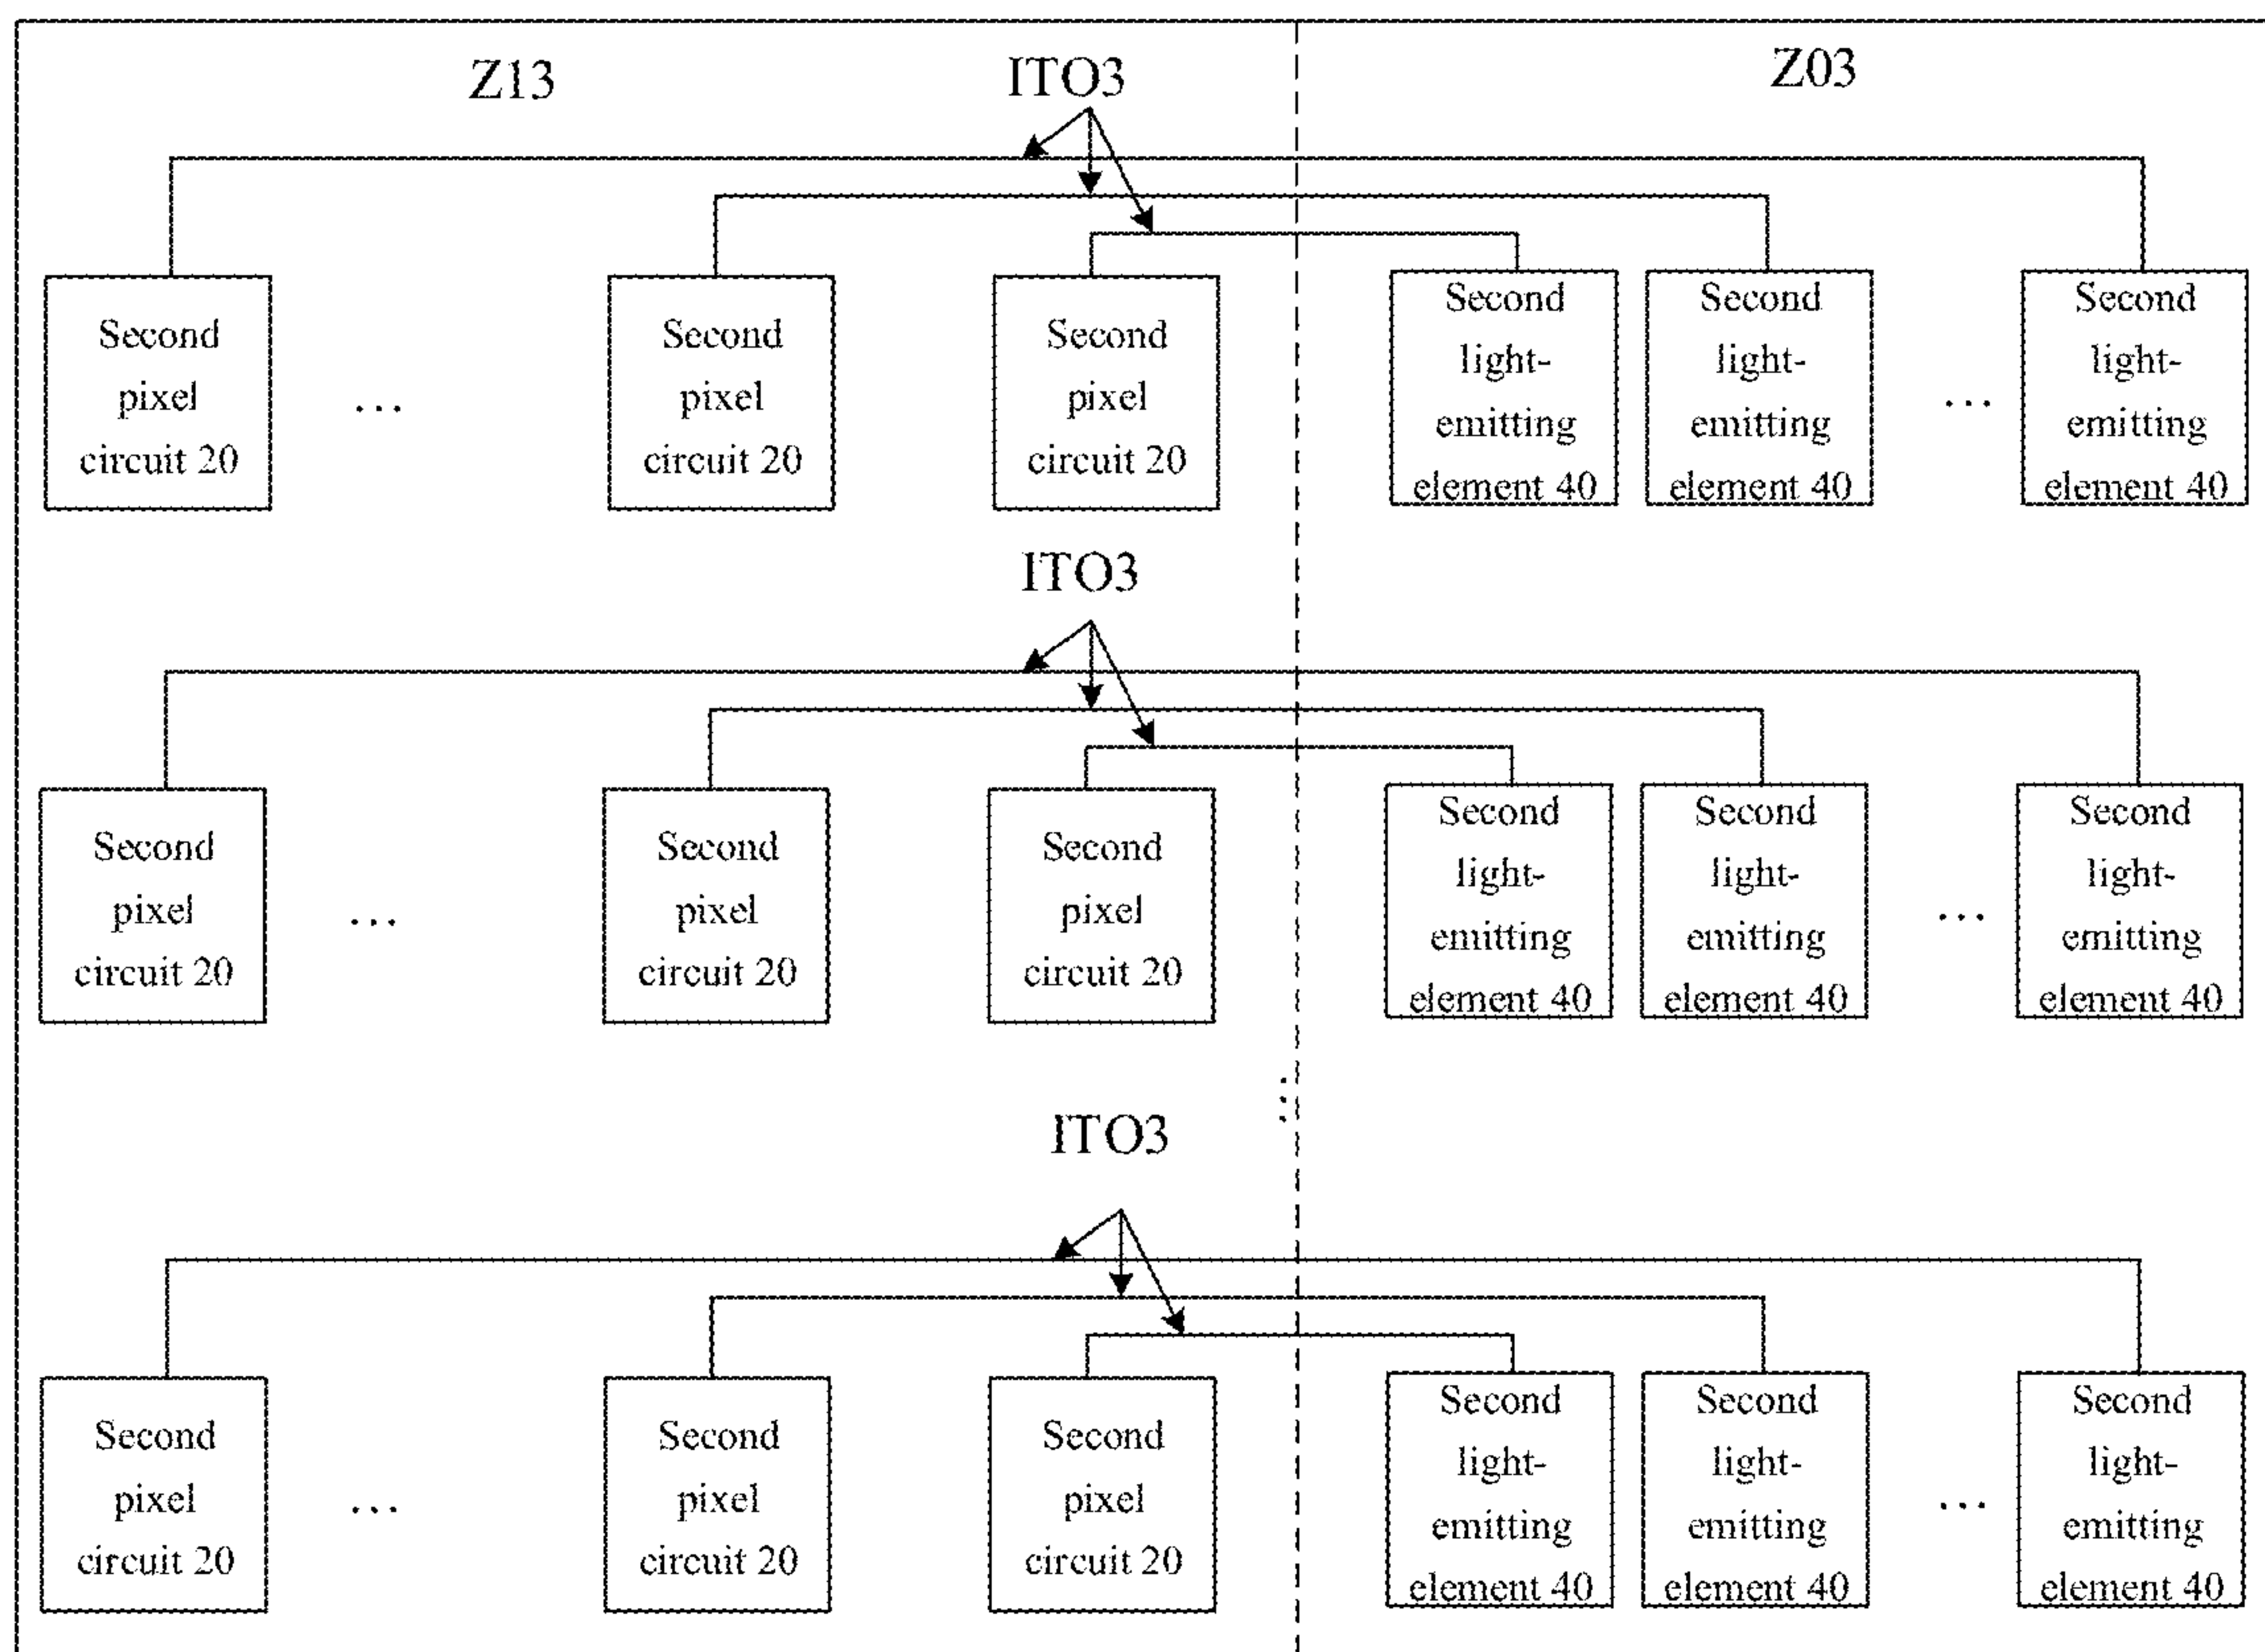 Z13
ITO3
Z03
Second
pixel
circuit 20
...
Second
pixel
circuit 20
Second
pixel
circuit 20
Second
light-
emitting
element 40
Second
light-
emitting
element 40
...
Second
light-
emitting
element 40
ITO3
Second
pixel
circuit 20
...
Second
pixel
circuit 20
Second
pixel
circuit 20
Second
light-
emitting
element 40
Second
light-
emitting
element 40
...
Second
light-
emitting
element 40
ITO3
Second
pixel
circuit 20
...
Second
pixel
circuit 20
Second
pixel
circuit 20
Second
light-
emitting
element 40
Second
light-
emitting
element 40
...
Second
light-
emitting
element 40